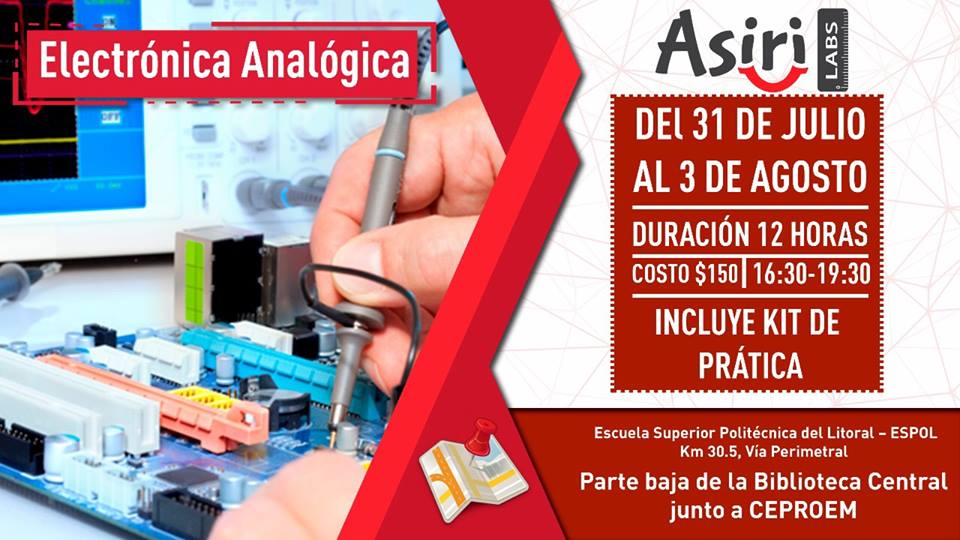 Electrónica Analógica
Asiri
LABS
DEl 31 DE JULIO
AL 3 DE AGOSTO
DURACIÓN 12 HORAS
COSTO $150 16:30-19:30
INCLUYE KIT DE
PRÁTICA
Escuela Superior Politécnica del Litoral – ESPOL
Km 30.5, Vía Perimetral
Parte baja de la Biblioteca Central
junto a CEPROEM